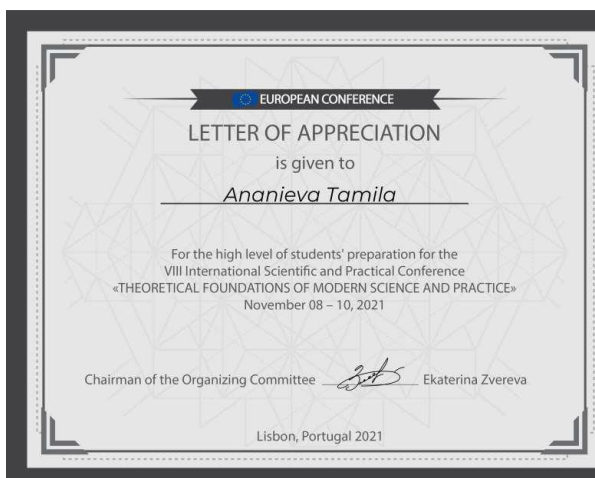 EUROPEAN CONFERENCE
LETTER OF APPRECIATION
is given to
Ananieva Tamila
For the high level of students' preparation for the
VIII International Scientific and Practical Conference
«THEORETICAL FOUNDATIONS OF MODERN SCIENCE AND PRACTICE»
November 08 – 10, 2021
Chairman of the Organizing Committee Ekaterina Zvereva
Lisbon, Portugal 2021